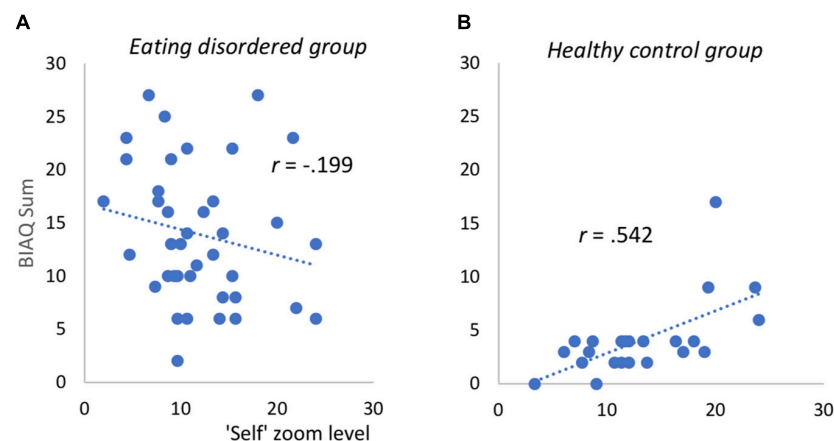 A
Eating disordered group
30
25
20
15
10
5
0
BIAQ Sum
r = -.199
0 10 20 30
'Self' zoom level
B
Healthy control group
30
25
20
15
10
5
0
r = .542
0 10 20 30